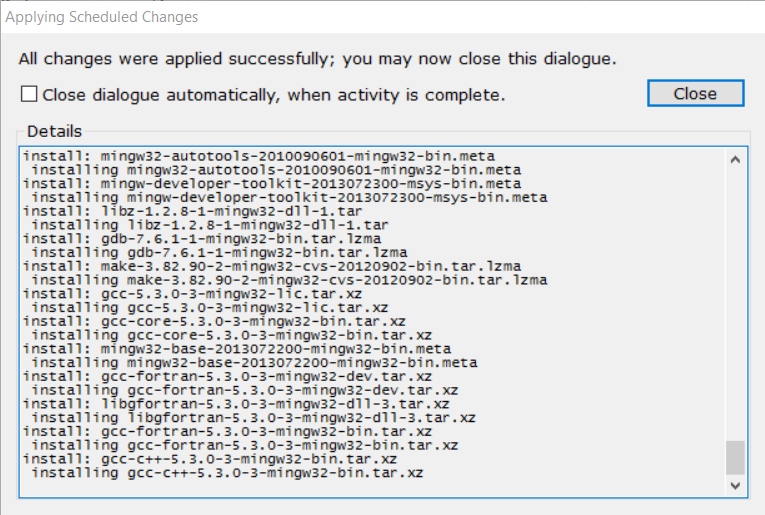 Applying Scheduled Changes
All changes were applied successfully; you may now close this dialogue.
Close dialogue automatically, when activity is complete.
Close
Details
install: mingw32-autotools-2010090601-mingw32-bin.meta
installing mingw32-autotools-2010090601-mingw32-bin.meta
install: mingw-developer-toolkit-2013072300-msys-bin.meta
installing mingw-developer-toolkit-2013072300-msys-bin.meta
install: libz-1.2.8-1-mingw32-dll-1.tar
installing libz-1.2.8-1-mingw32-dll-1.tar
install: gdb-7.6.1-1-mingw32-bin.tar.lzma
installing gdb-7.6.1-1-mingw32-bin.tar.lzma
install: make-3.82.90-2-mingw32-cvs-20120902-bin.tar.lzma
installing make-3.82.90-2-mingw32-cvs-20120902-bin.tar.lzma
install: gcc-5.3.0-3-mingw32-lic.tar.xz
installing gcc-5.3.0-3-mingw32-lic.tar.xz
install: gcc-core-5.3.0-3-mingw32-bin.tar.xz
installing gcc-core-5.3.0-3-mingw32-bin.tar.xz
install: mingw32-base-2013072200-mingw32-bin.meta
installing mingw32-base-2013072200-mingw32-bin.meta
install: gcc-fortran-5.3.0-3-mingw32-dev.tar.xz
installing gcc-fortran-5.3.0-3-mingw32-dev.tar.xz
install: libgfortran-5.3.0-3-mingw32-dll-3.tar.xz
installing libgfortran-5.3.0-3-mingw32-dll-3.tar.xz
install: gcc-fortran-5.3.0-3-mingw32-bin.tar.xz
installing gcc-fortran-5.3.0-3-mingw32-bin.tar.xz
install: gcc-c++-5.3.0-3-mingw32-bin.tar.xz
installing gcc-c++-5.3.0-3-mingw32-bin.tar.xz